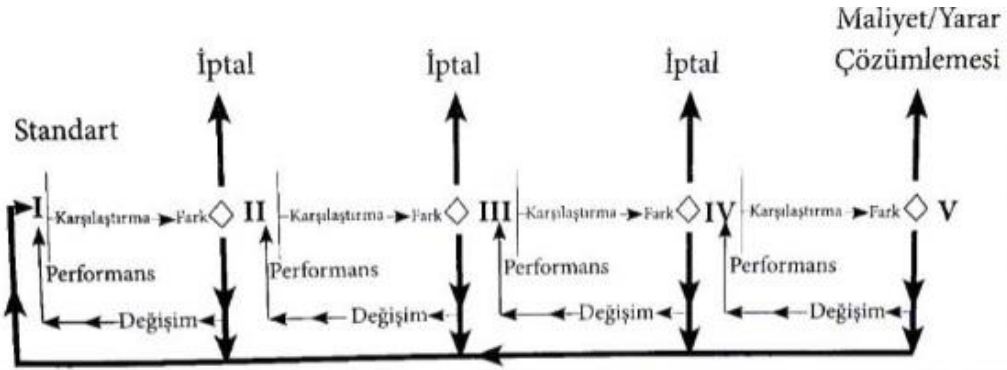 Maliyet/Yarar
Çözümlemesi
İptal İptal İptal
Standart
I Karşılaştırma Fark II Karşılaştırma Fark III Karşılaştırma Fark IV Karşılaştırma Fark V
Performans Performans Performans Performans
Değişim Değişim Değişim Değişim